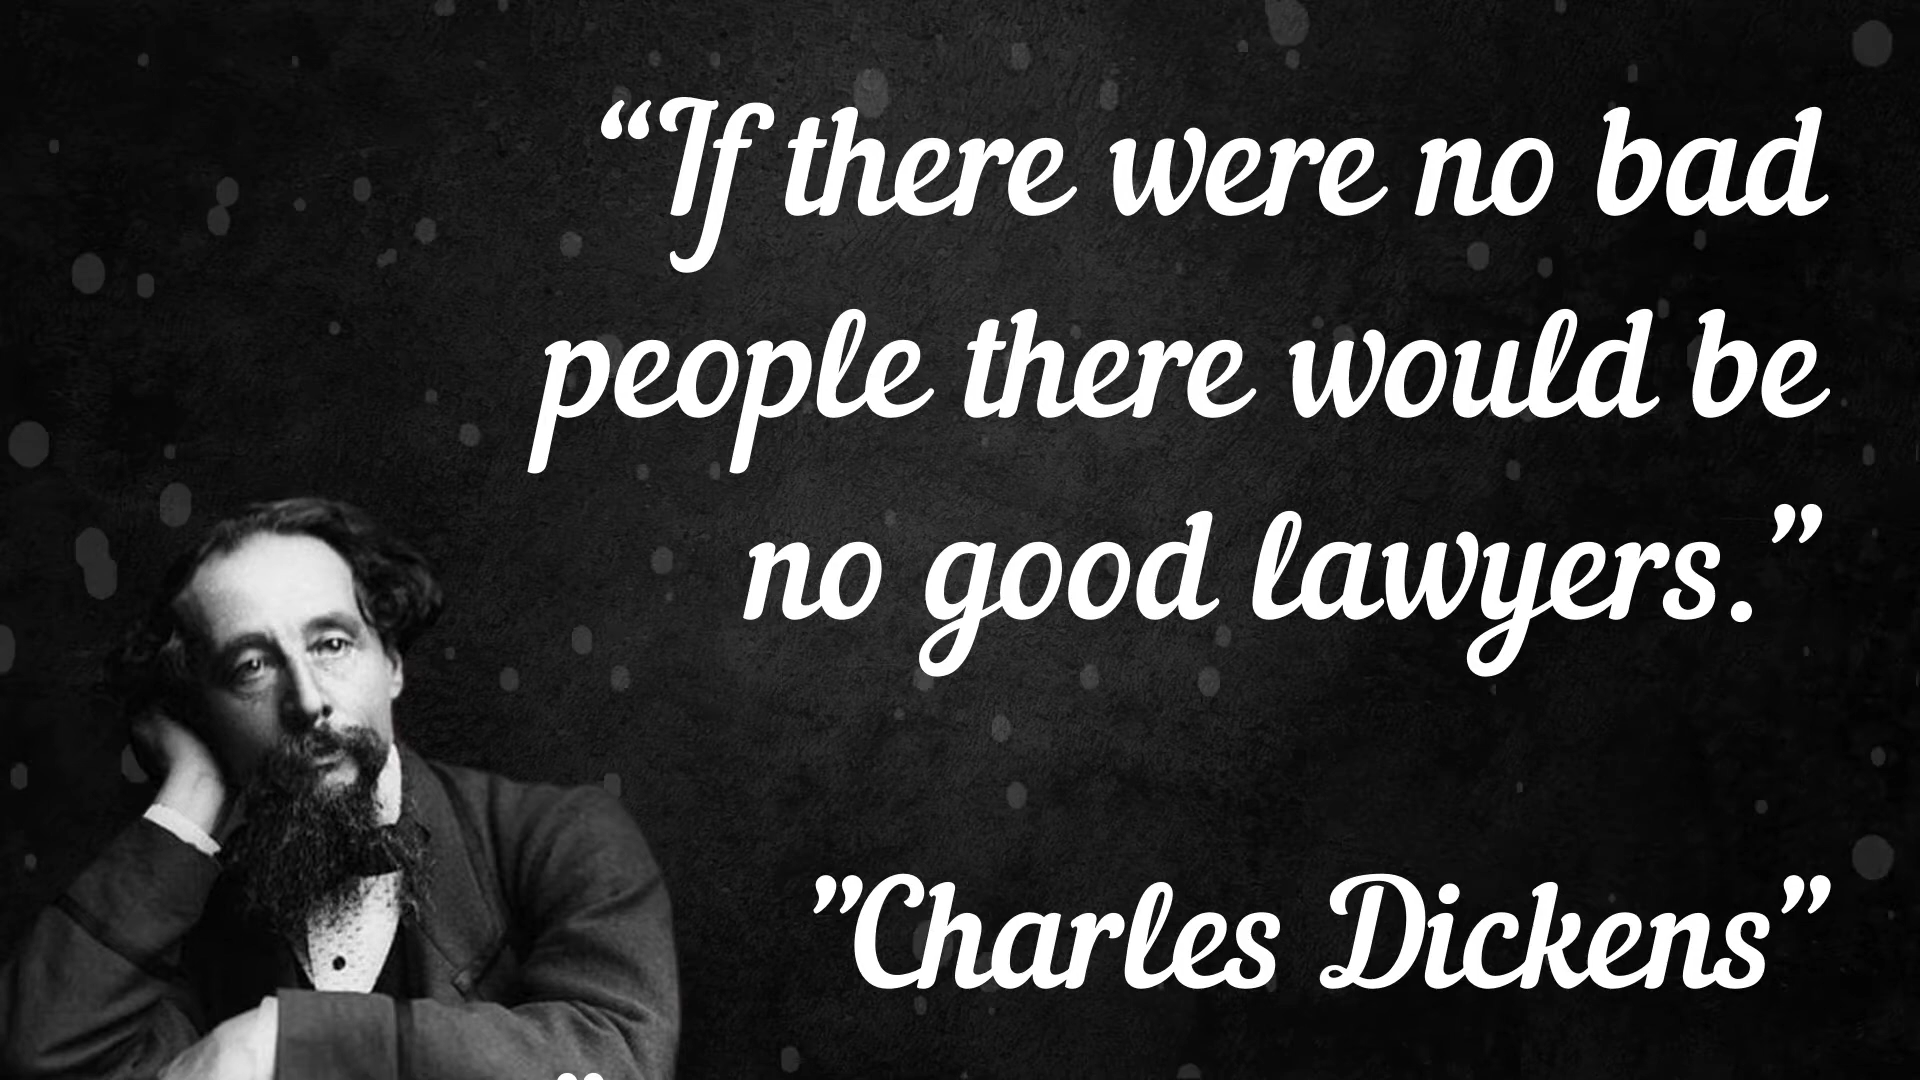 “If there were no bad
people there would be
no good lawyers.”
”Charles Dickens”
”